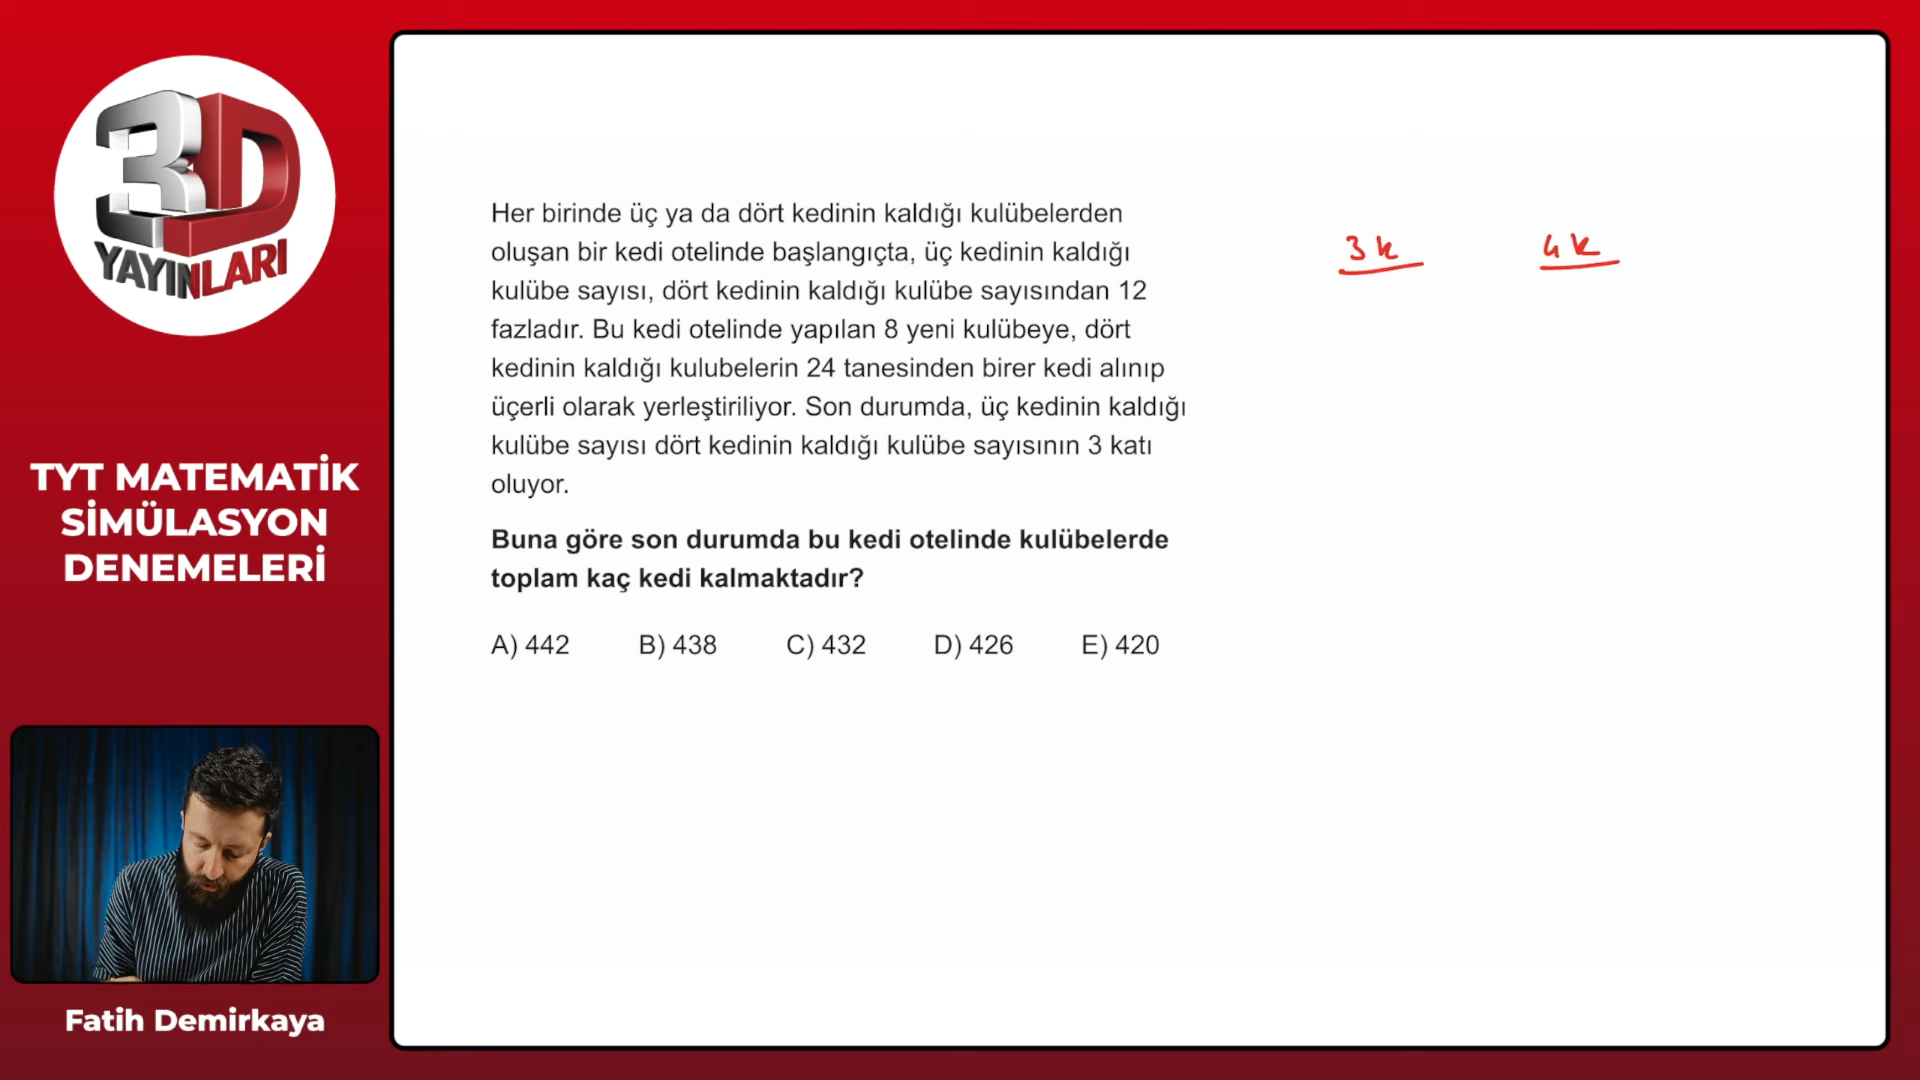 3D
YAYINLARI
TYT MATEMATİK
SİMÜLASYON
DENEMELERİ
Fatih Demirkaya
Her birinde üç ya da dört kedinin kaldığı kulübelerden
oluşan bir kedi otelinde başlangıçta, üç kedinin kaldığı
kulübe sayısı, dört kedinin kaldığı kulübe sayısından 12
fazladır. Bu kedi otelinde yapılan 8 yeni kulübeye, dört
kedinin kaldığı kulubelerin 24 tanesinden birer kedi alınıp
üçerli olarak yerleştiriliyor. Son durumda, üç kedinin kaldığı
kulübe sayısı dört kedinin kaldığı kulübe sayısının 3 katı
oluyor.
Buna göre son durumda bu kedi otelinde kulübelerde
toplam kaç kedi kalmaktadır?
A) 442 B) 438 C) 432 D) 426 E) 420
3k 4k